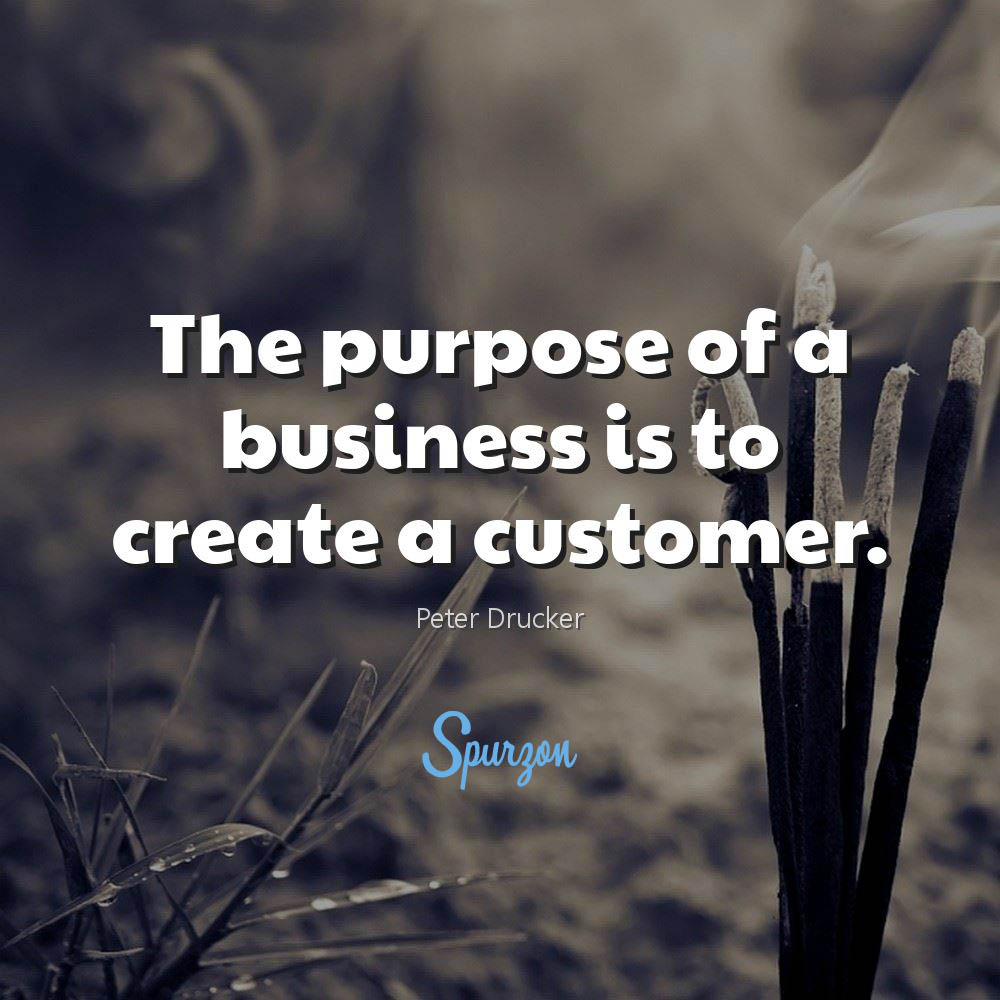 The purpose of a
business is to
create a customer.
Peter Drucker
Spurzon